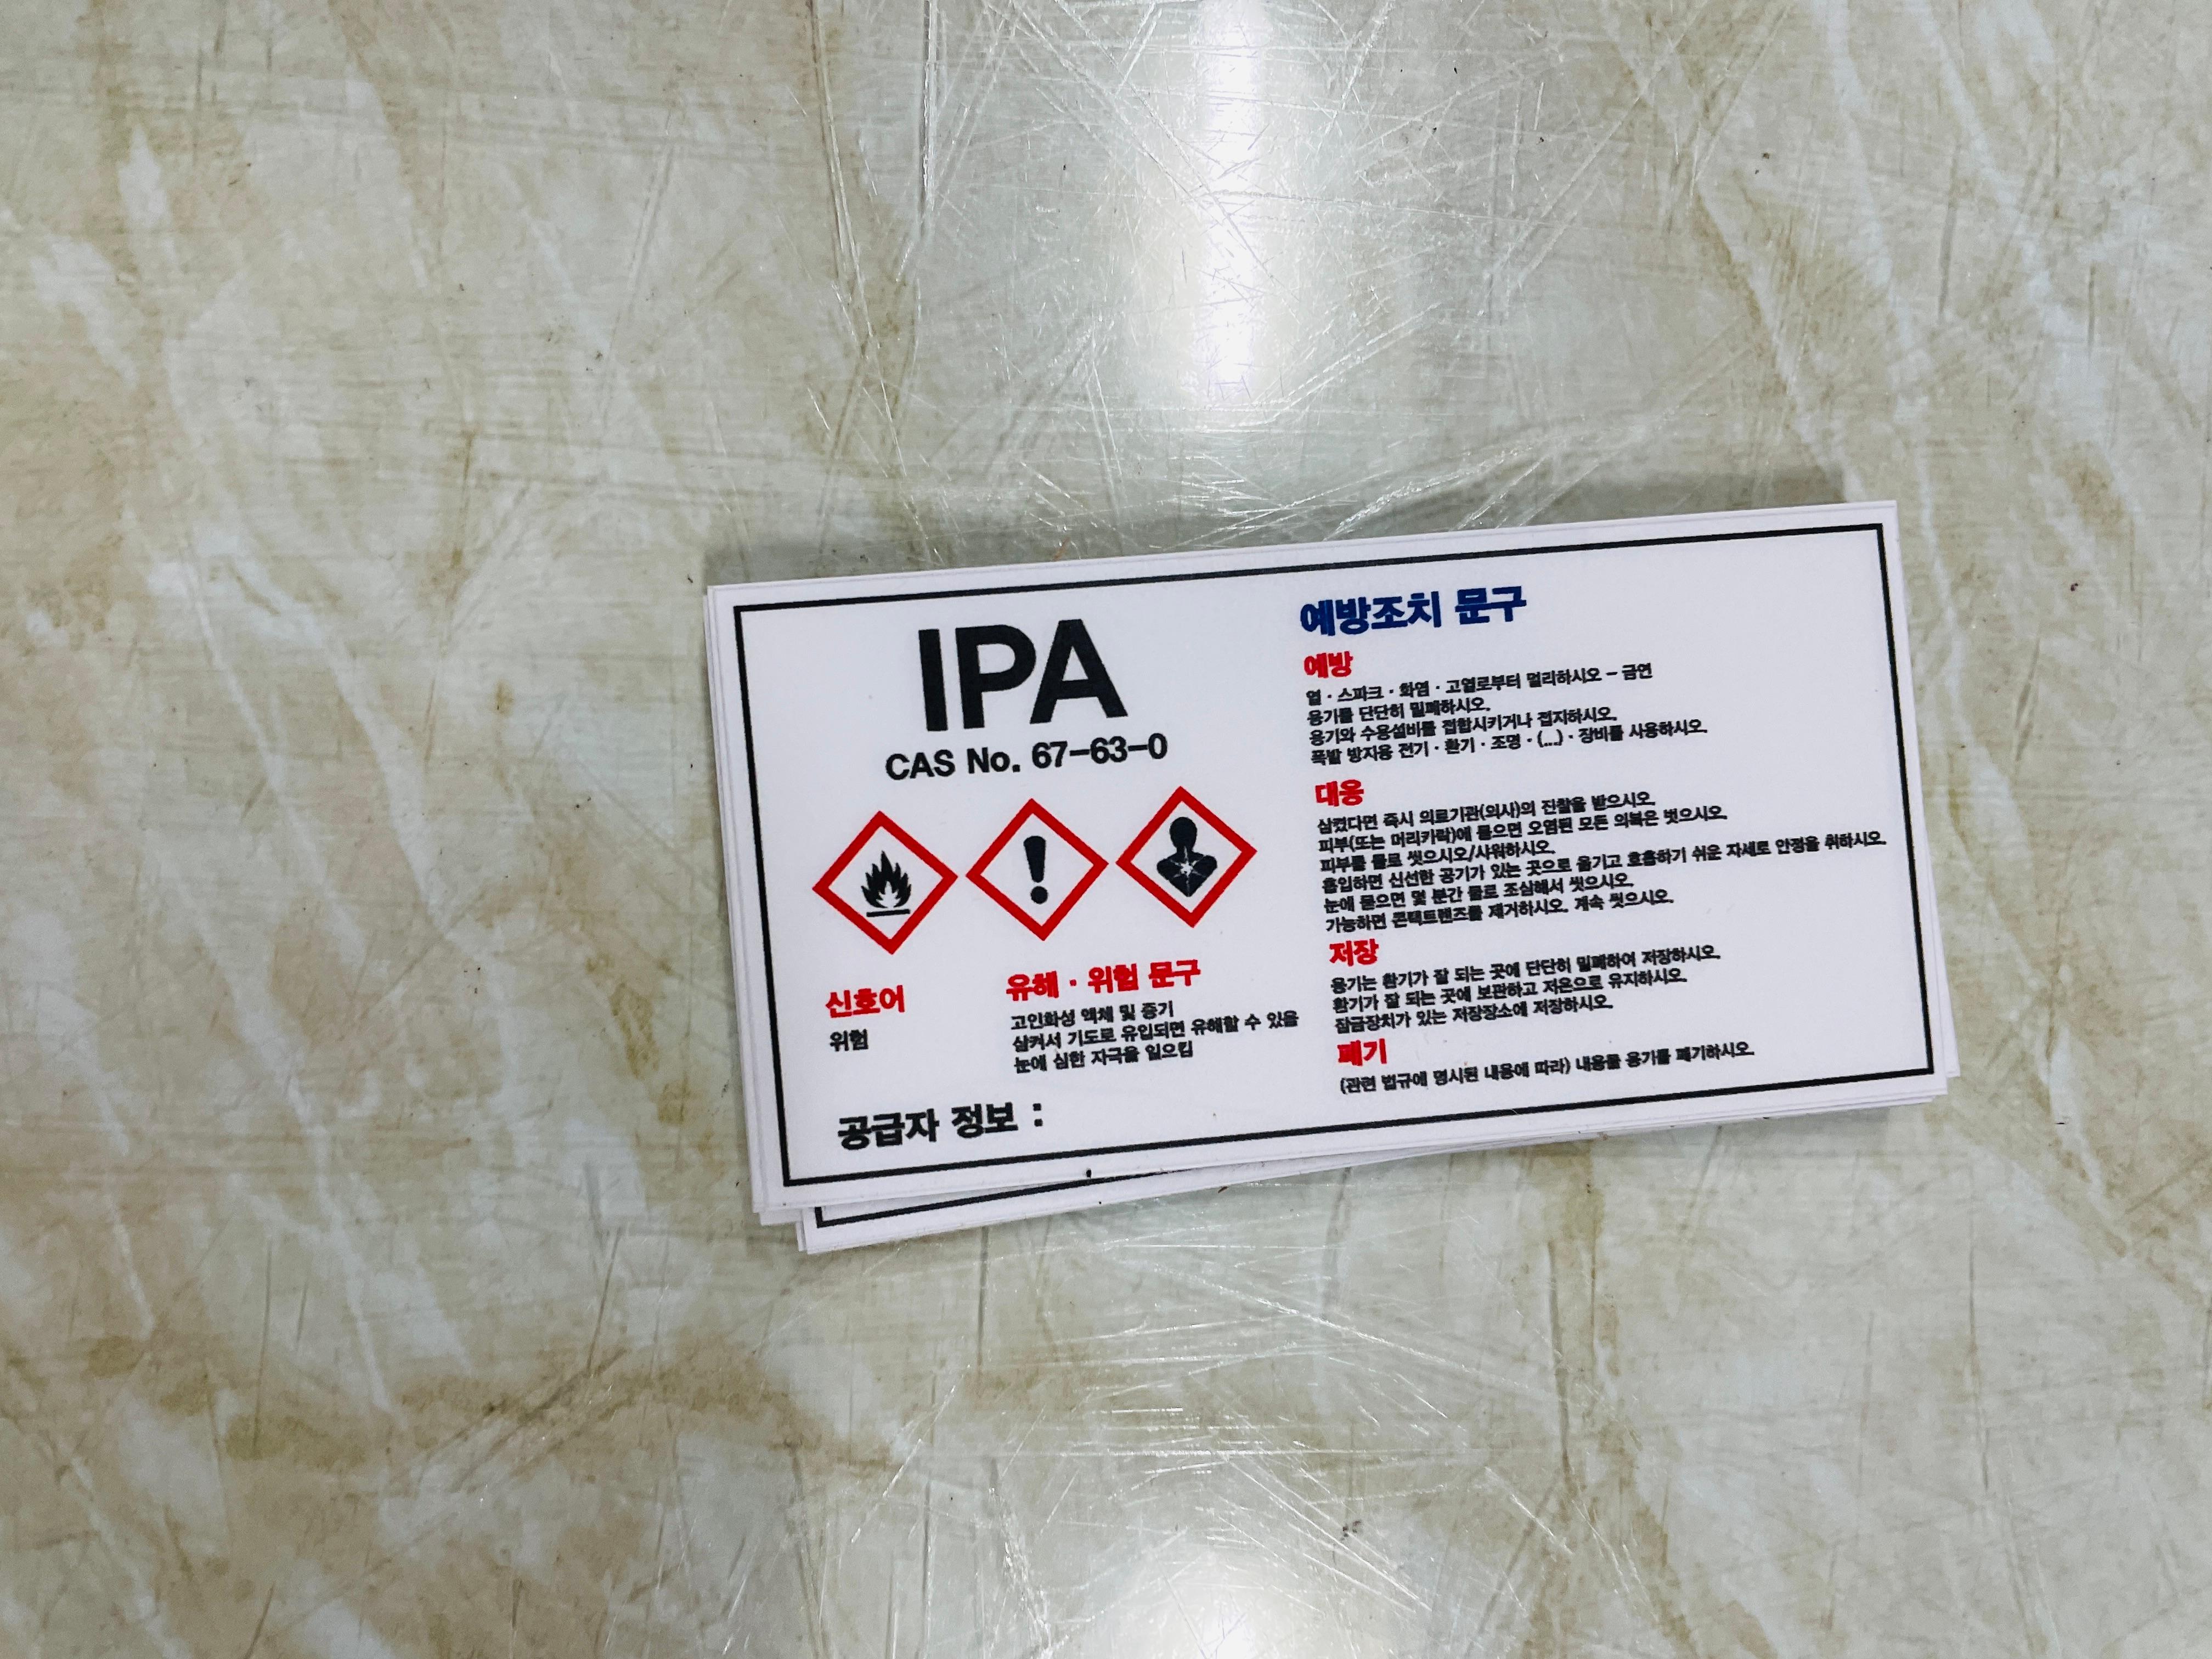 IPA
CAS No. 67-63-0
신호어
위험
유해 · 위험 문구
고인화성 액체 및 증기
삼켜서 기도로 유입되면 유해할 수 있음
눈에 심한 자극을 일으킴
공급자 정보 :
예방조치 문구
예방
열 · 스파크 · 화염 · 고열로부터 멀리하시오 - 금연
용기를 단단히 밀폐하시오.
용기와 수용설비를 접합시키거나 접지하시오.
폭발 방지용 전기 · 환기 · 조명 · (...) · 장비를 사용하시오.
대응
삼켰다면 즉시 의료기관(의사)의 진찰을 받으시오.
피부(또는 머리카락)에 묻으면 오염된 모든 의복은 벗으시오.
피부를 물로 씻으시오/샤워하시오.
흡입하면 신선한 공기가 있는 곳으로 옮기고 호흡하기 쉬운 자세로 안정을 취하시오.
눈에 묻으면 몇 분간 물로 조심해서 씻으시오.
가능하면 콘택트렌즈를 제거하시오. 계속 씻으시오.
저장
용기는 환기가 잘 되는 곳에 단단히 밀폐하여 저장하시오.
환기가 잘 되는 곳에 보관하고 저온으로 유지하시오.
잠금장치가 있는 저장장소에 저장하시오.
폐기
(관련 법규에 명시된 내용에 따라) 내용물 용기를 폐기하시오.